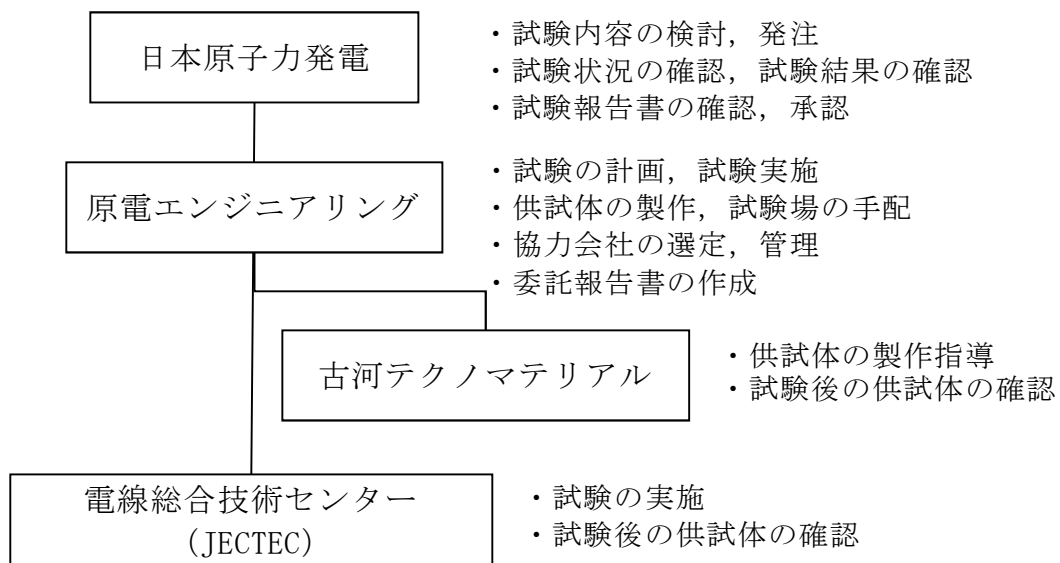 日本原子力発電
・試験内容の検討，発注
・試験状況の確認，試験結果の確認
・試験報告書の確認，承認
原電エンジニアリング
・試験の計画，試験実施
・供試体の製作，試験場の手配
・協力会社の選定，管理
・委託報告書の作成
古河テクノマテリアル
・供試体の製作指導
・試験後の供試体の確認
電線総合技術センター
（JECTEC）
・試験の実施
・試験後の供試体の確認